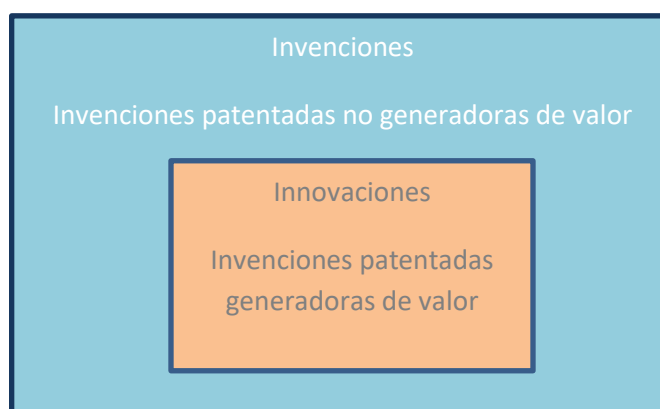 Invenciones
Invenciones patentadas no generadoras de valor
Innovaciones
Invenciones patentadas
generadoras de valor